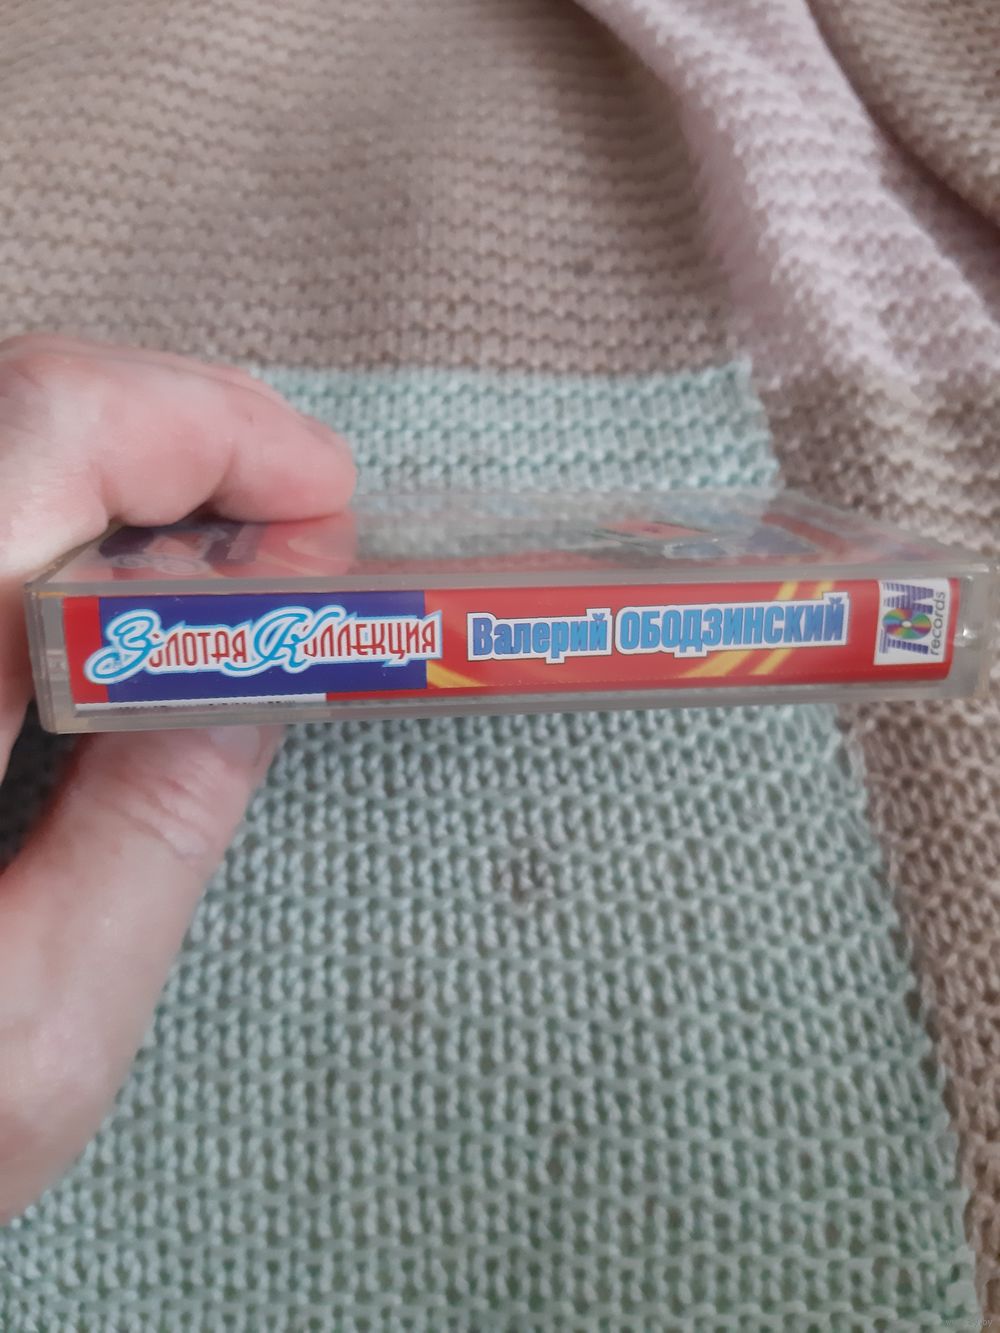 Золотая Коллекция Валерий ОБОДЗИНСКИЙ
records